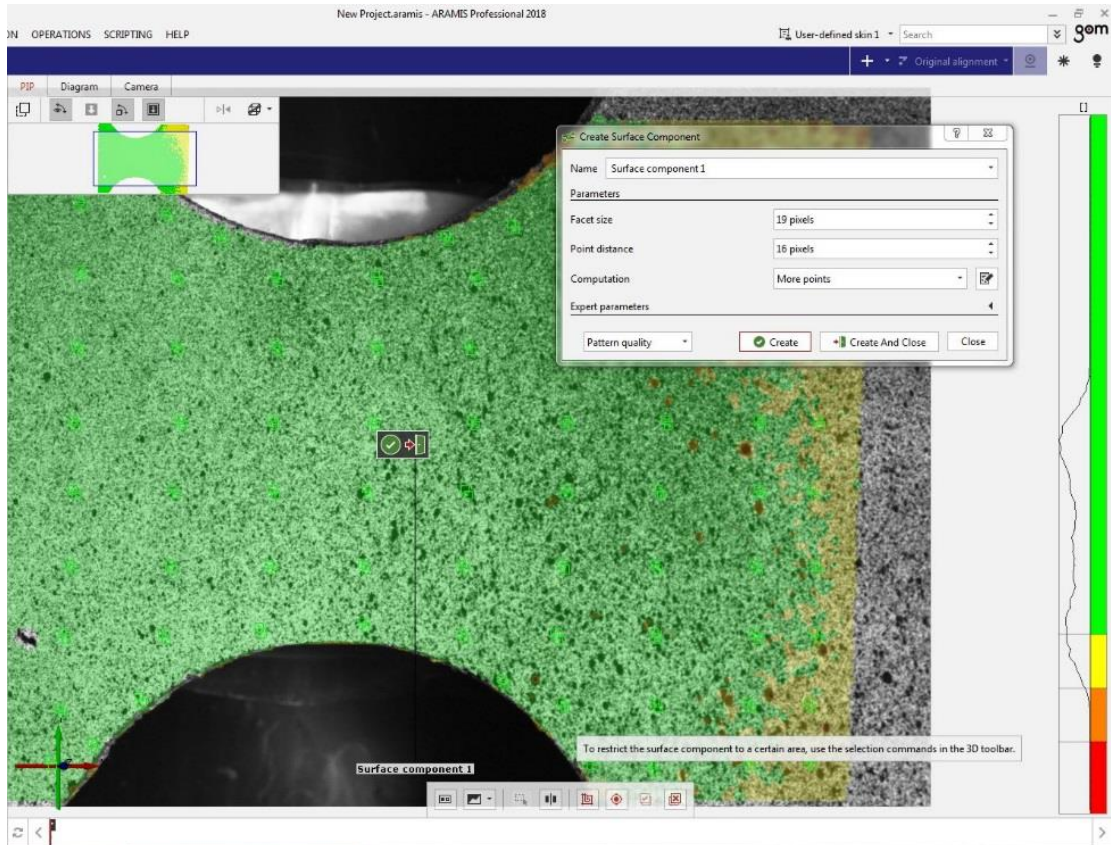 New Project.aramis - ARAMIS Professional 2018
ON OPERATIONS SCRIPTING HELP
User-defined skin 1
Search
gom
Original alignment
PIP Diagram Camera
[]
Create Surface Component
Name Surface component 1
Parameters
Facet size 19 pixels
Point distance 16 pixels
Computation More points
Expert parameters
Pattern quality Create Create And Close Close
To restrict the surface component to a certain area, use the selection commands in the 3D toolbar.
Surface component 1